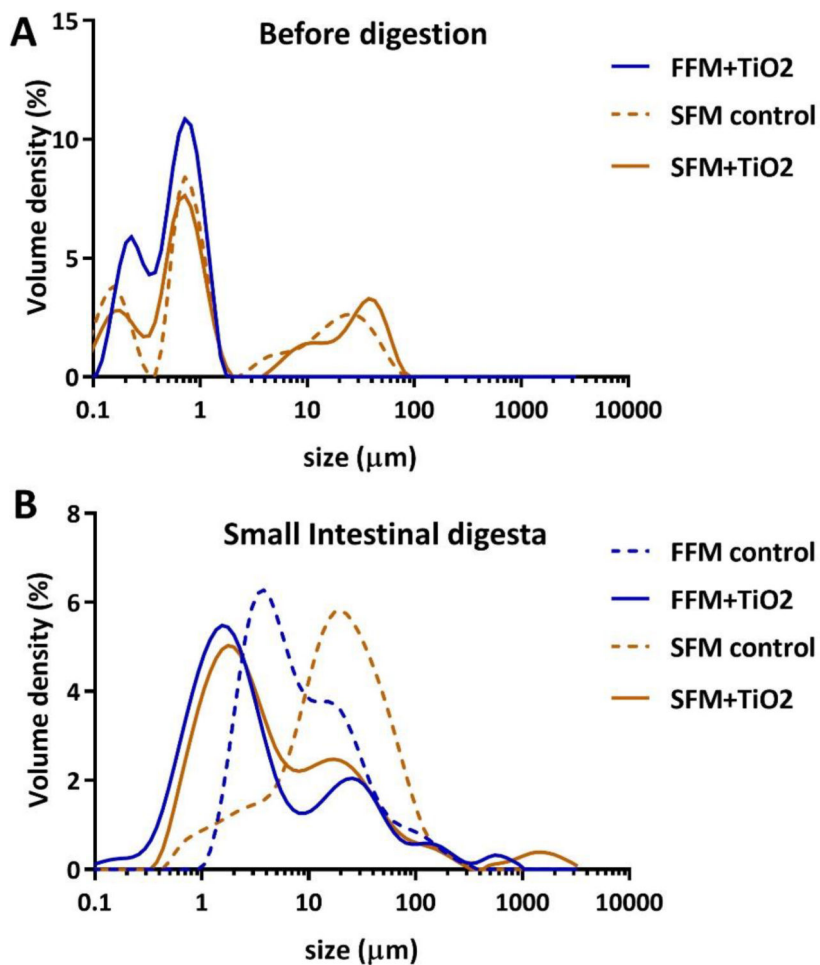 A
Before digestion
15
10
5
0
Volume density (%)
0.1 1 10 100 1000 10000
size (μm)
FFM+TiO2
SFM control
SFM+TiO2
B
Small Intestinal digesta
8
6
4
2
0
Volume density (%)
0.1 1 10 100 1000 10000
size (μm)
FFM control
FFM+TiO2
SFM control
SFM+TiO2